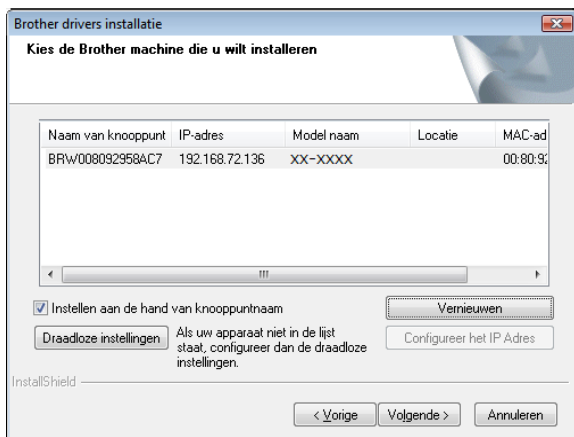 Brother drivers installatie
Kies de Brother machine die u wilt installeren
Naam van knooppunt IP-adres Model naam Locatie MAC-ad
BRW008092958AC7 192.168.72.136 XX-XXXX 00:80:92
Instellen aan de hand van knooppuntnaam
Vernieuwen
Draadloze instellingen
Als uw apparaat niet in de lijst
staat, configureer dan de draadloze
instellingen.
Configureer het IP Adres
InstallShield
< Vorige Volgende > Annuleren